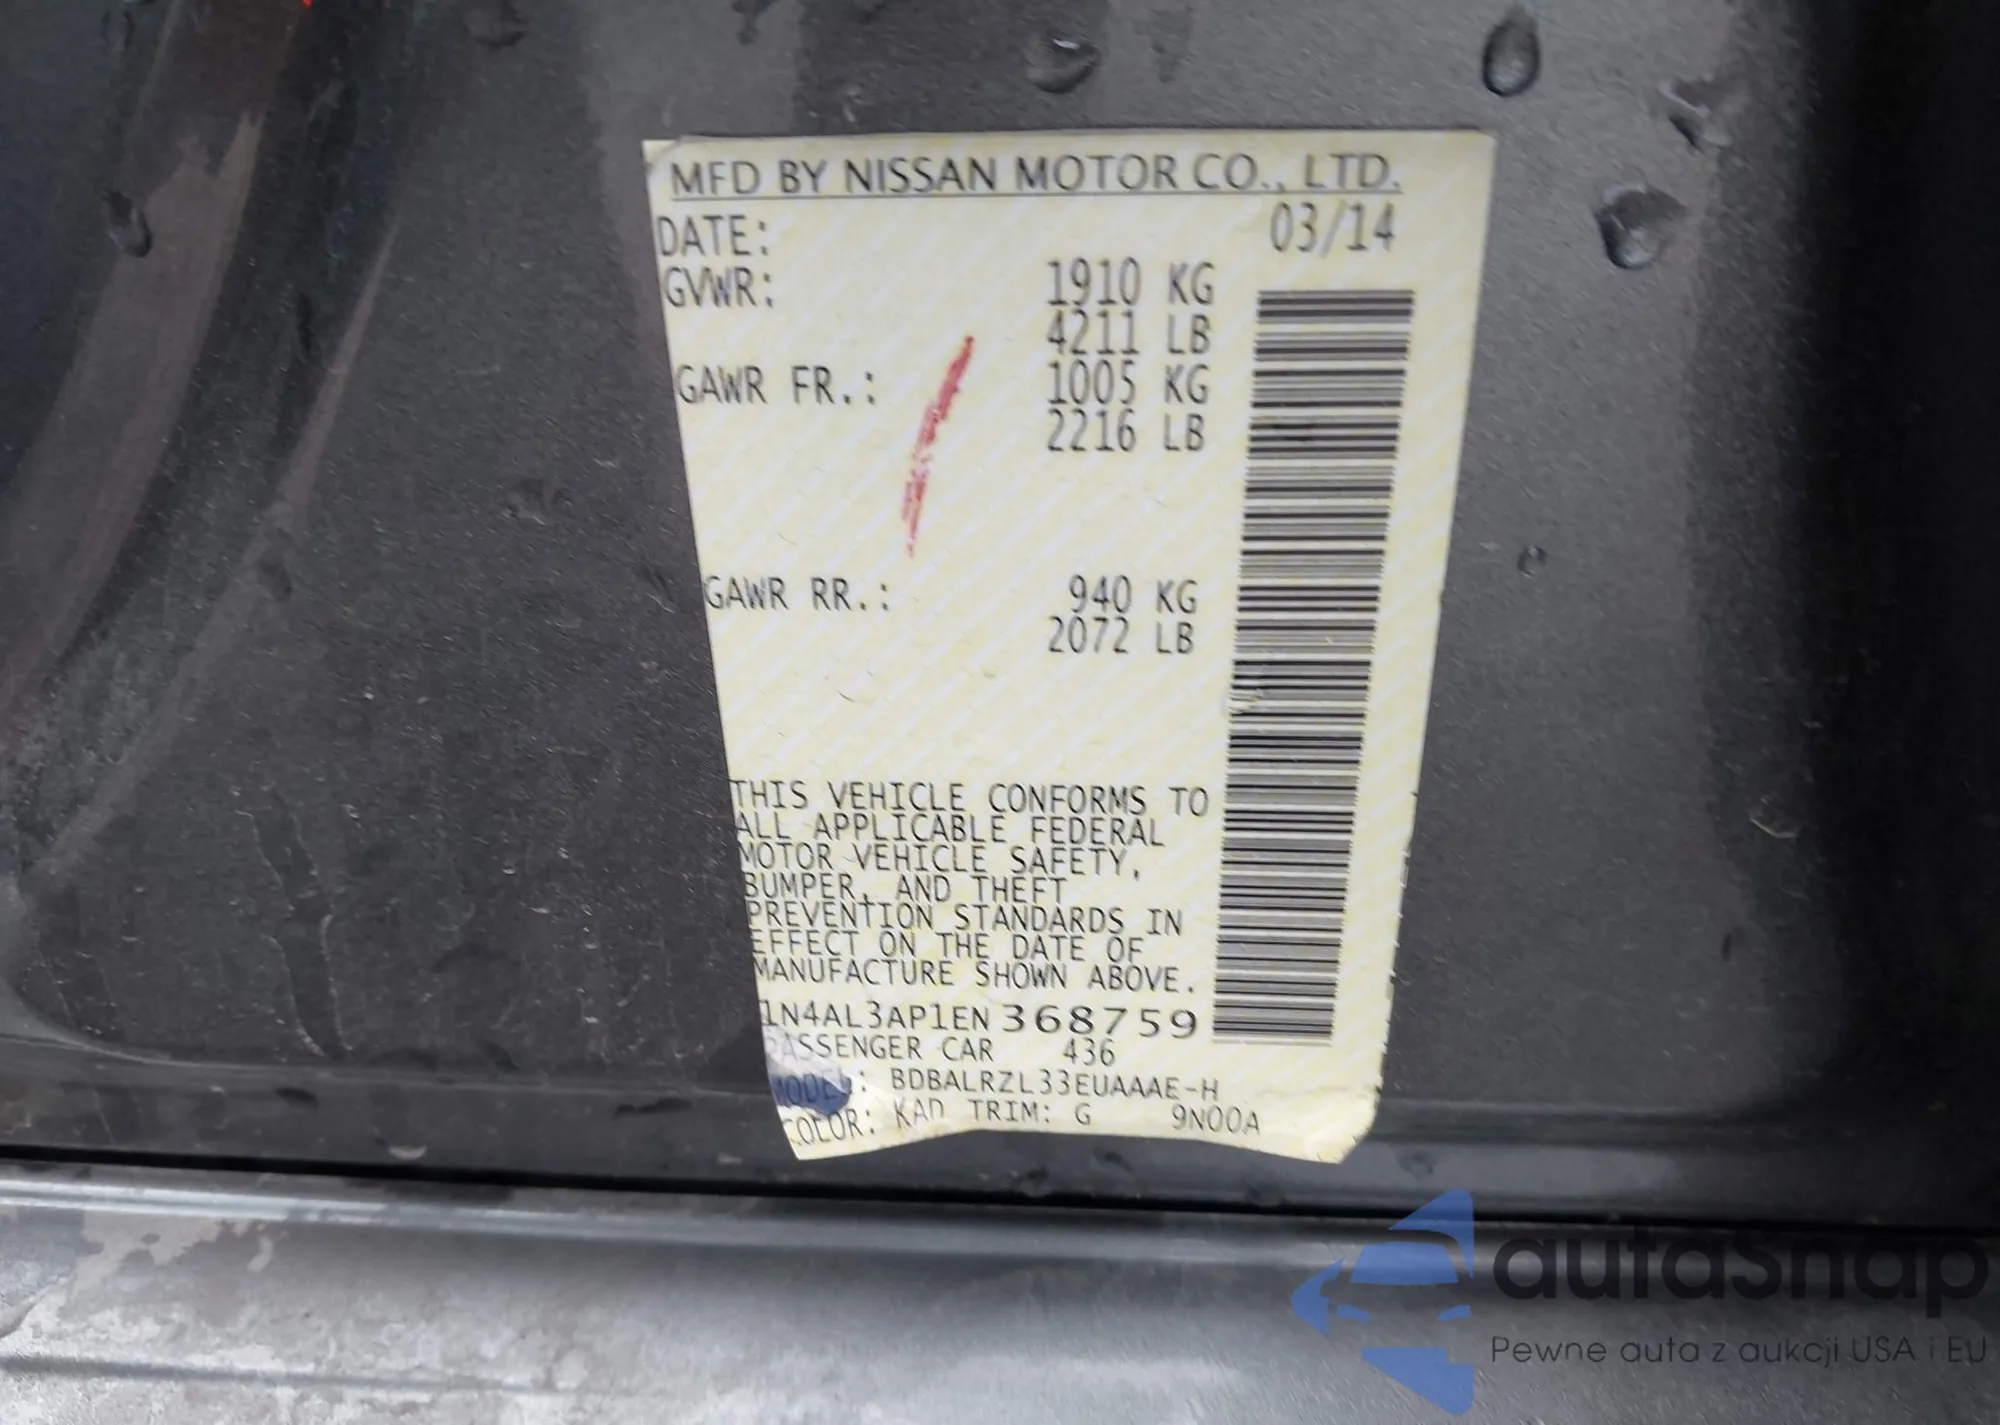 MFD BY NISSAN MOTOR CO., LTD.
DATE: 03/14
GVWR: 1910 KG
4211 LB
GAWR FR.: 1005 KG
2216 LB
GAWR RR.: 940 KG
2072 LB
THIS VEHICLE CONFORMS TO
ALL APPLICABLE FEDERAL
MOTOR VEHICLE SAFETY,
BUMPER, AND THEFT
PREVENTION STANDARDS IN
EFFECT ON THE DATE OF
MANUFACTURE SHOWN ABOVE.
1N4AL3AP1EN368759
PASSENGER CAR 436
MODEL: BDBALRZL33EUAAAE-H
COLOR: KAD TRIM: G 9N00A
autaSnap
Pewne auta z aukcji USA i EU